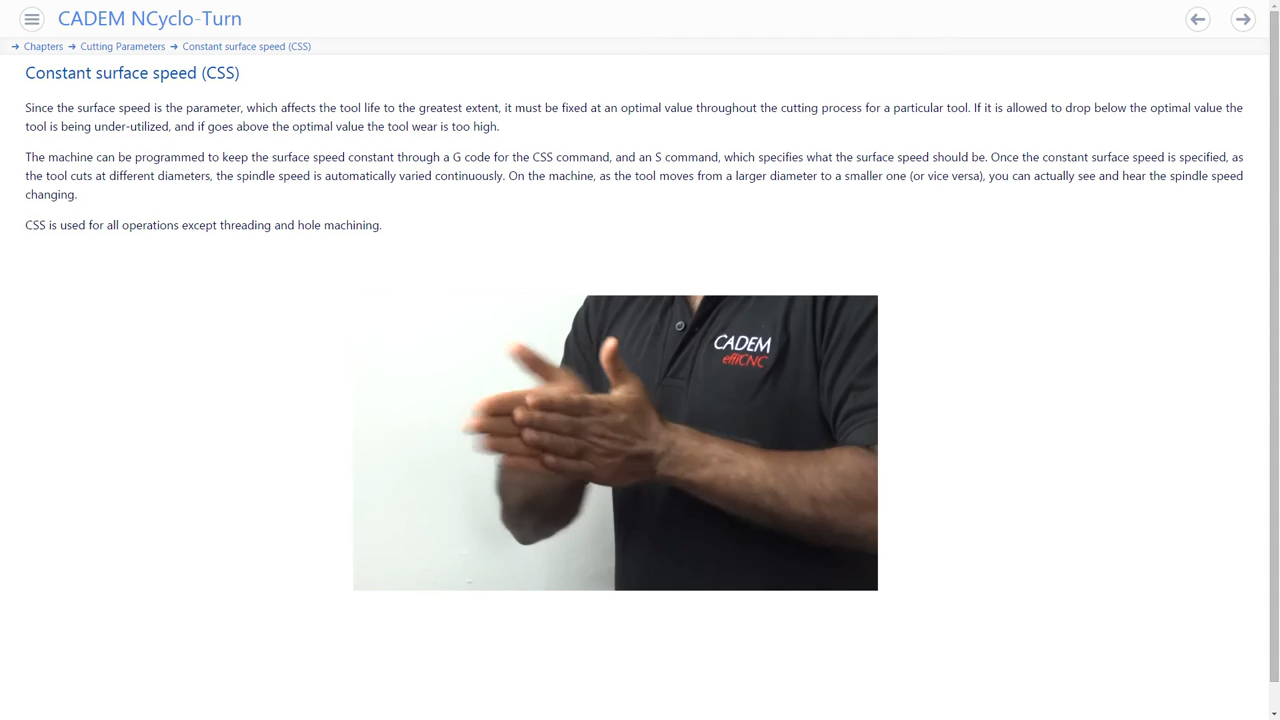 CADEM NCyclo-Turn
→ Chapters → Cutting Parameters → Constant surface speed (CSS)
Constant surface speed (CSS)
Since the surface speed is the parameter, which affects the tool life to the greatest extent, it must be fixed at an optimal value throughout the cutting process for a particular tool. If it is allowed to drop below the optimal value the
tool is being under-utilized, and if goes above the optimal value the tool wear is too high.
The machine can be programmed to keep the surface speed constant through a G code for the CSS command, and an S command, which specifies what the surface speed should be. Once the constant surface speed is specified, as
the tool cuts at different diameters, the spindle speed is automatically varied continuously. On the machine, as the tool moves from a larger diameter to a smaller one (or vice versa), you can actually see and hear the spindle speed
changing.
CSS is used for all operations except threading and hole machining.
CADEM
effiCNC